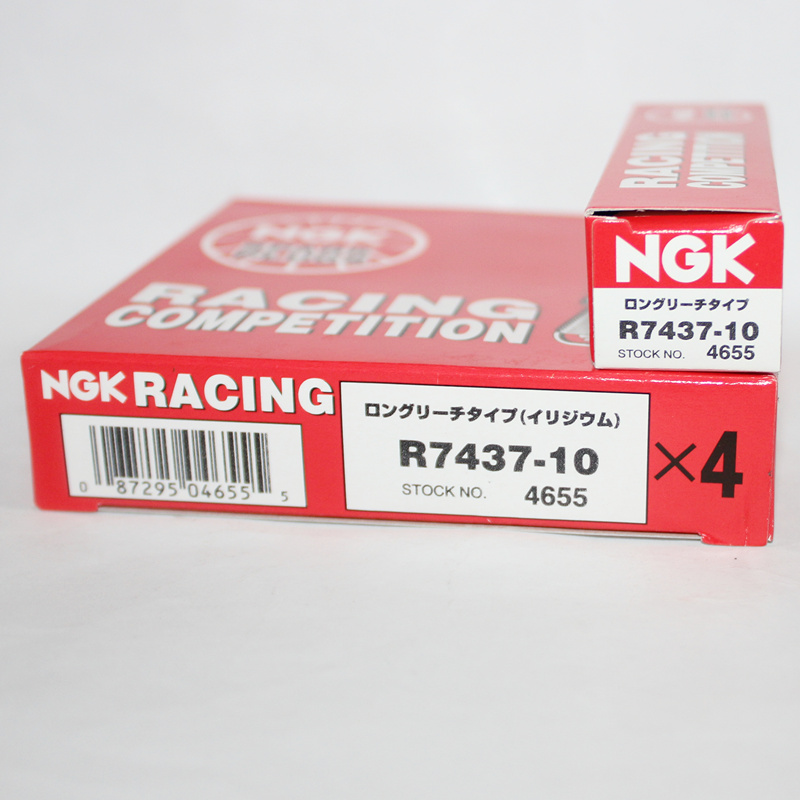 RACING
COMPETITION
NGK
ロングリーチタイプ
R7437-10
STOCK NO. 4655
NGK
RACING
COMPETITION
NGK RACING
0 87295 04655 5
ロングリーチタイプ(イリジウム)
R7437-10
STOCK NO. 4655
×4